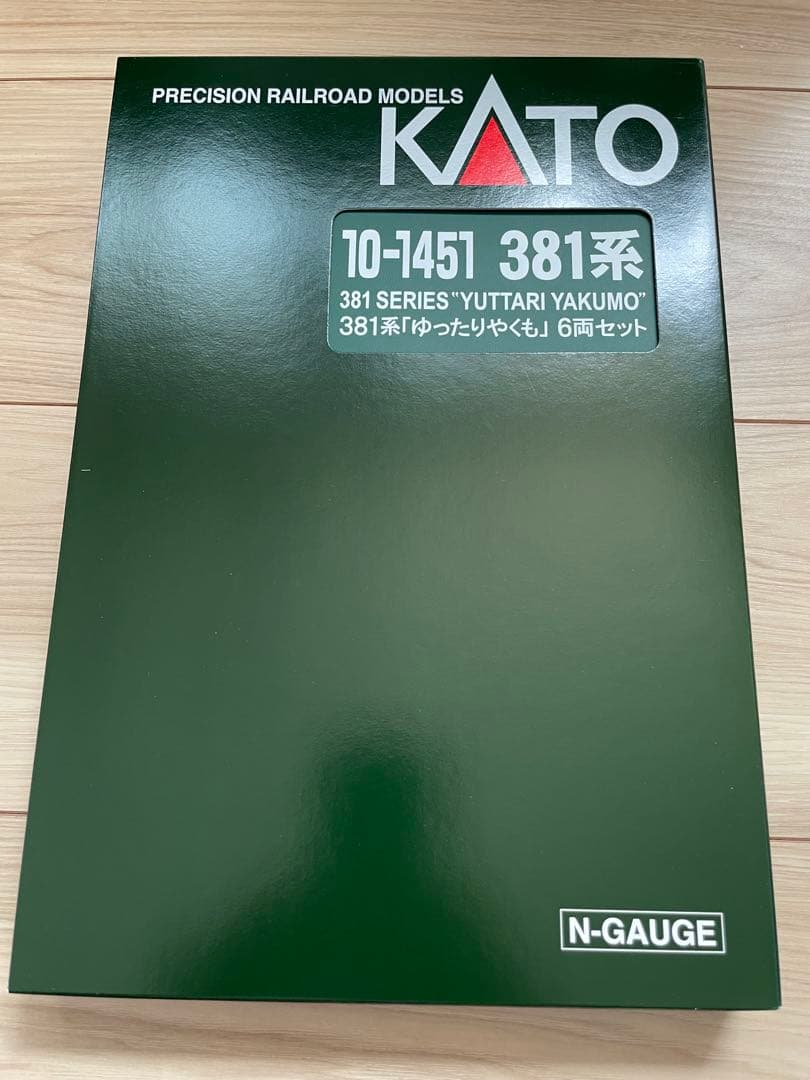 PRECISION RAILROAD MODELS
KATO
10-1451 381系
381 SERIES "YUTTARI YAKUMO"
381系「ゆったりやくも」 6両セット
N-GAUGE